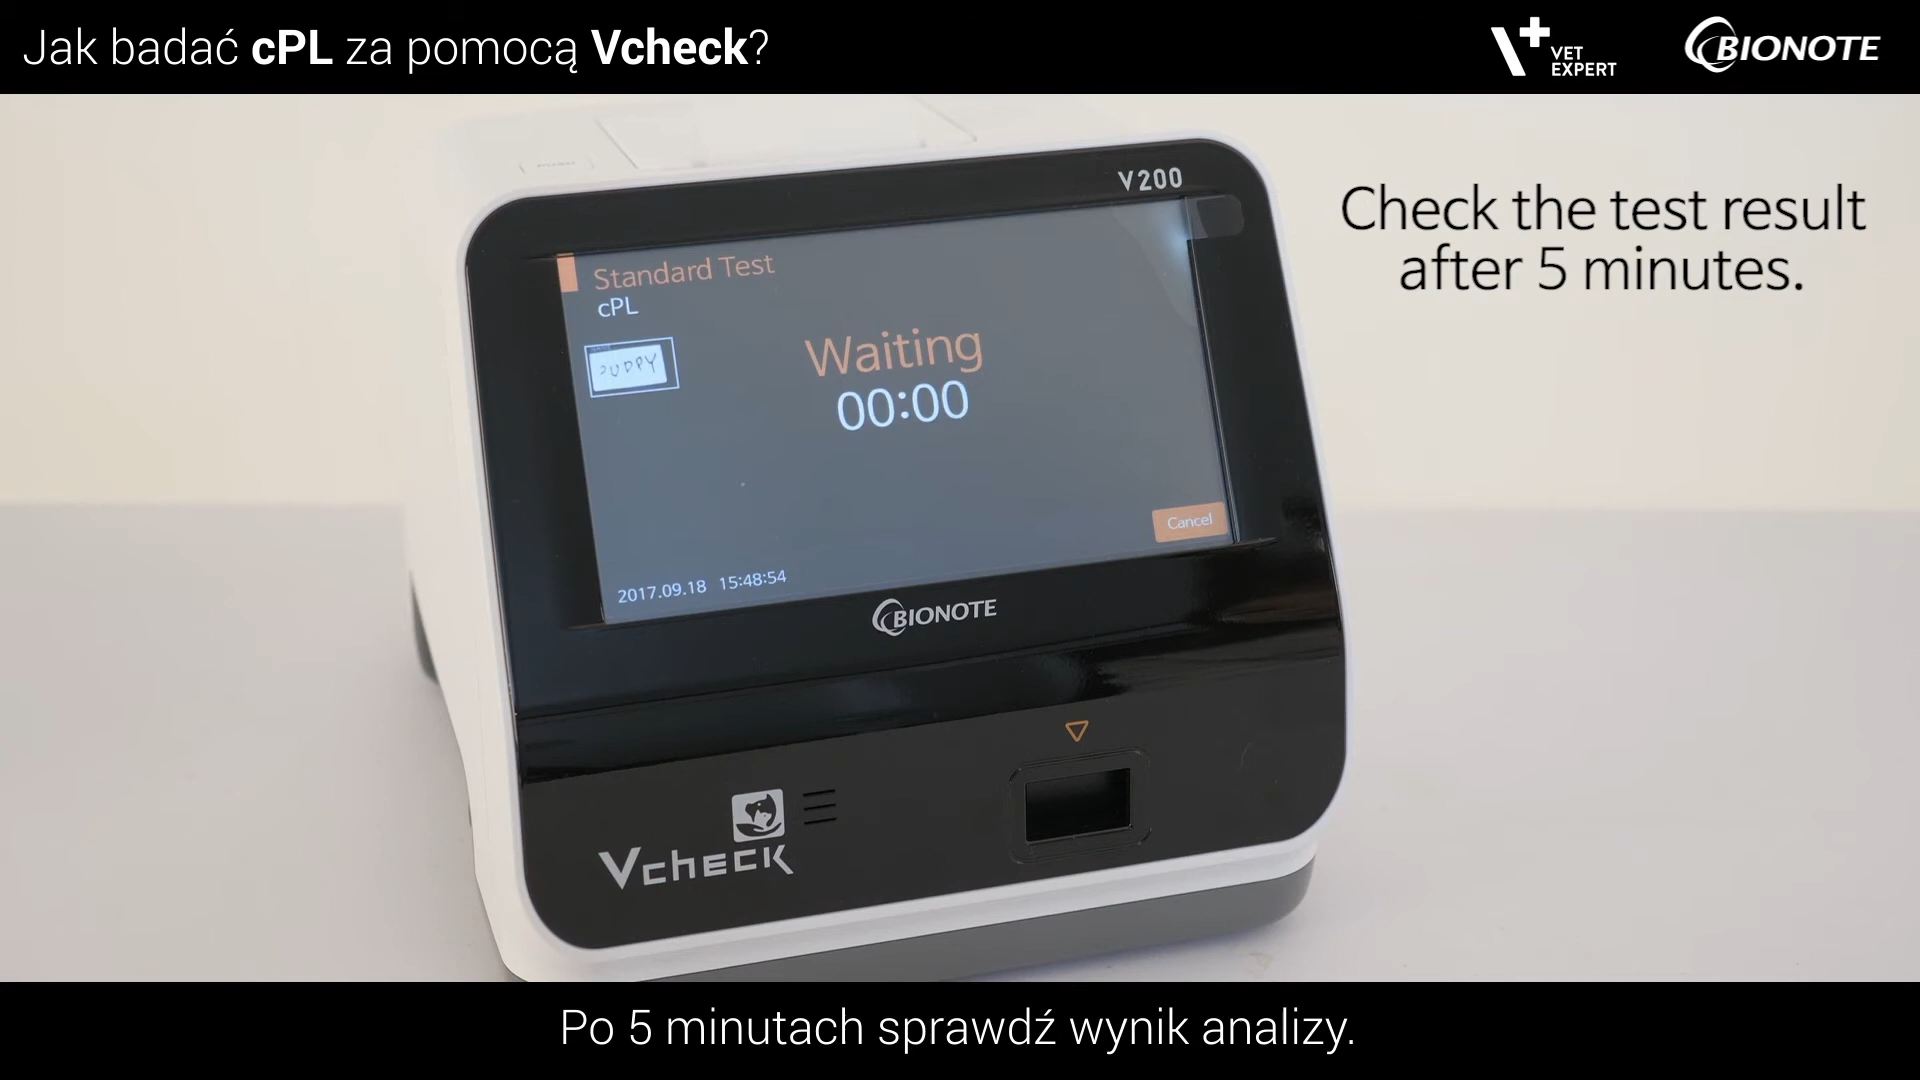 Jak badać cPL za pomocą Vcheck?
VET
EXPERT
BIONOTE
V200
Check the test result
after 5 minutes.
Standard Test
cPL
PUPPY
Waiting
00:00
Cancel
2017.09.18 15:48:54
BIONOTE
Vcheck
Po 5 minutach sprawdź wynik analizy.